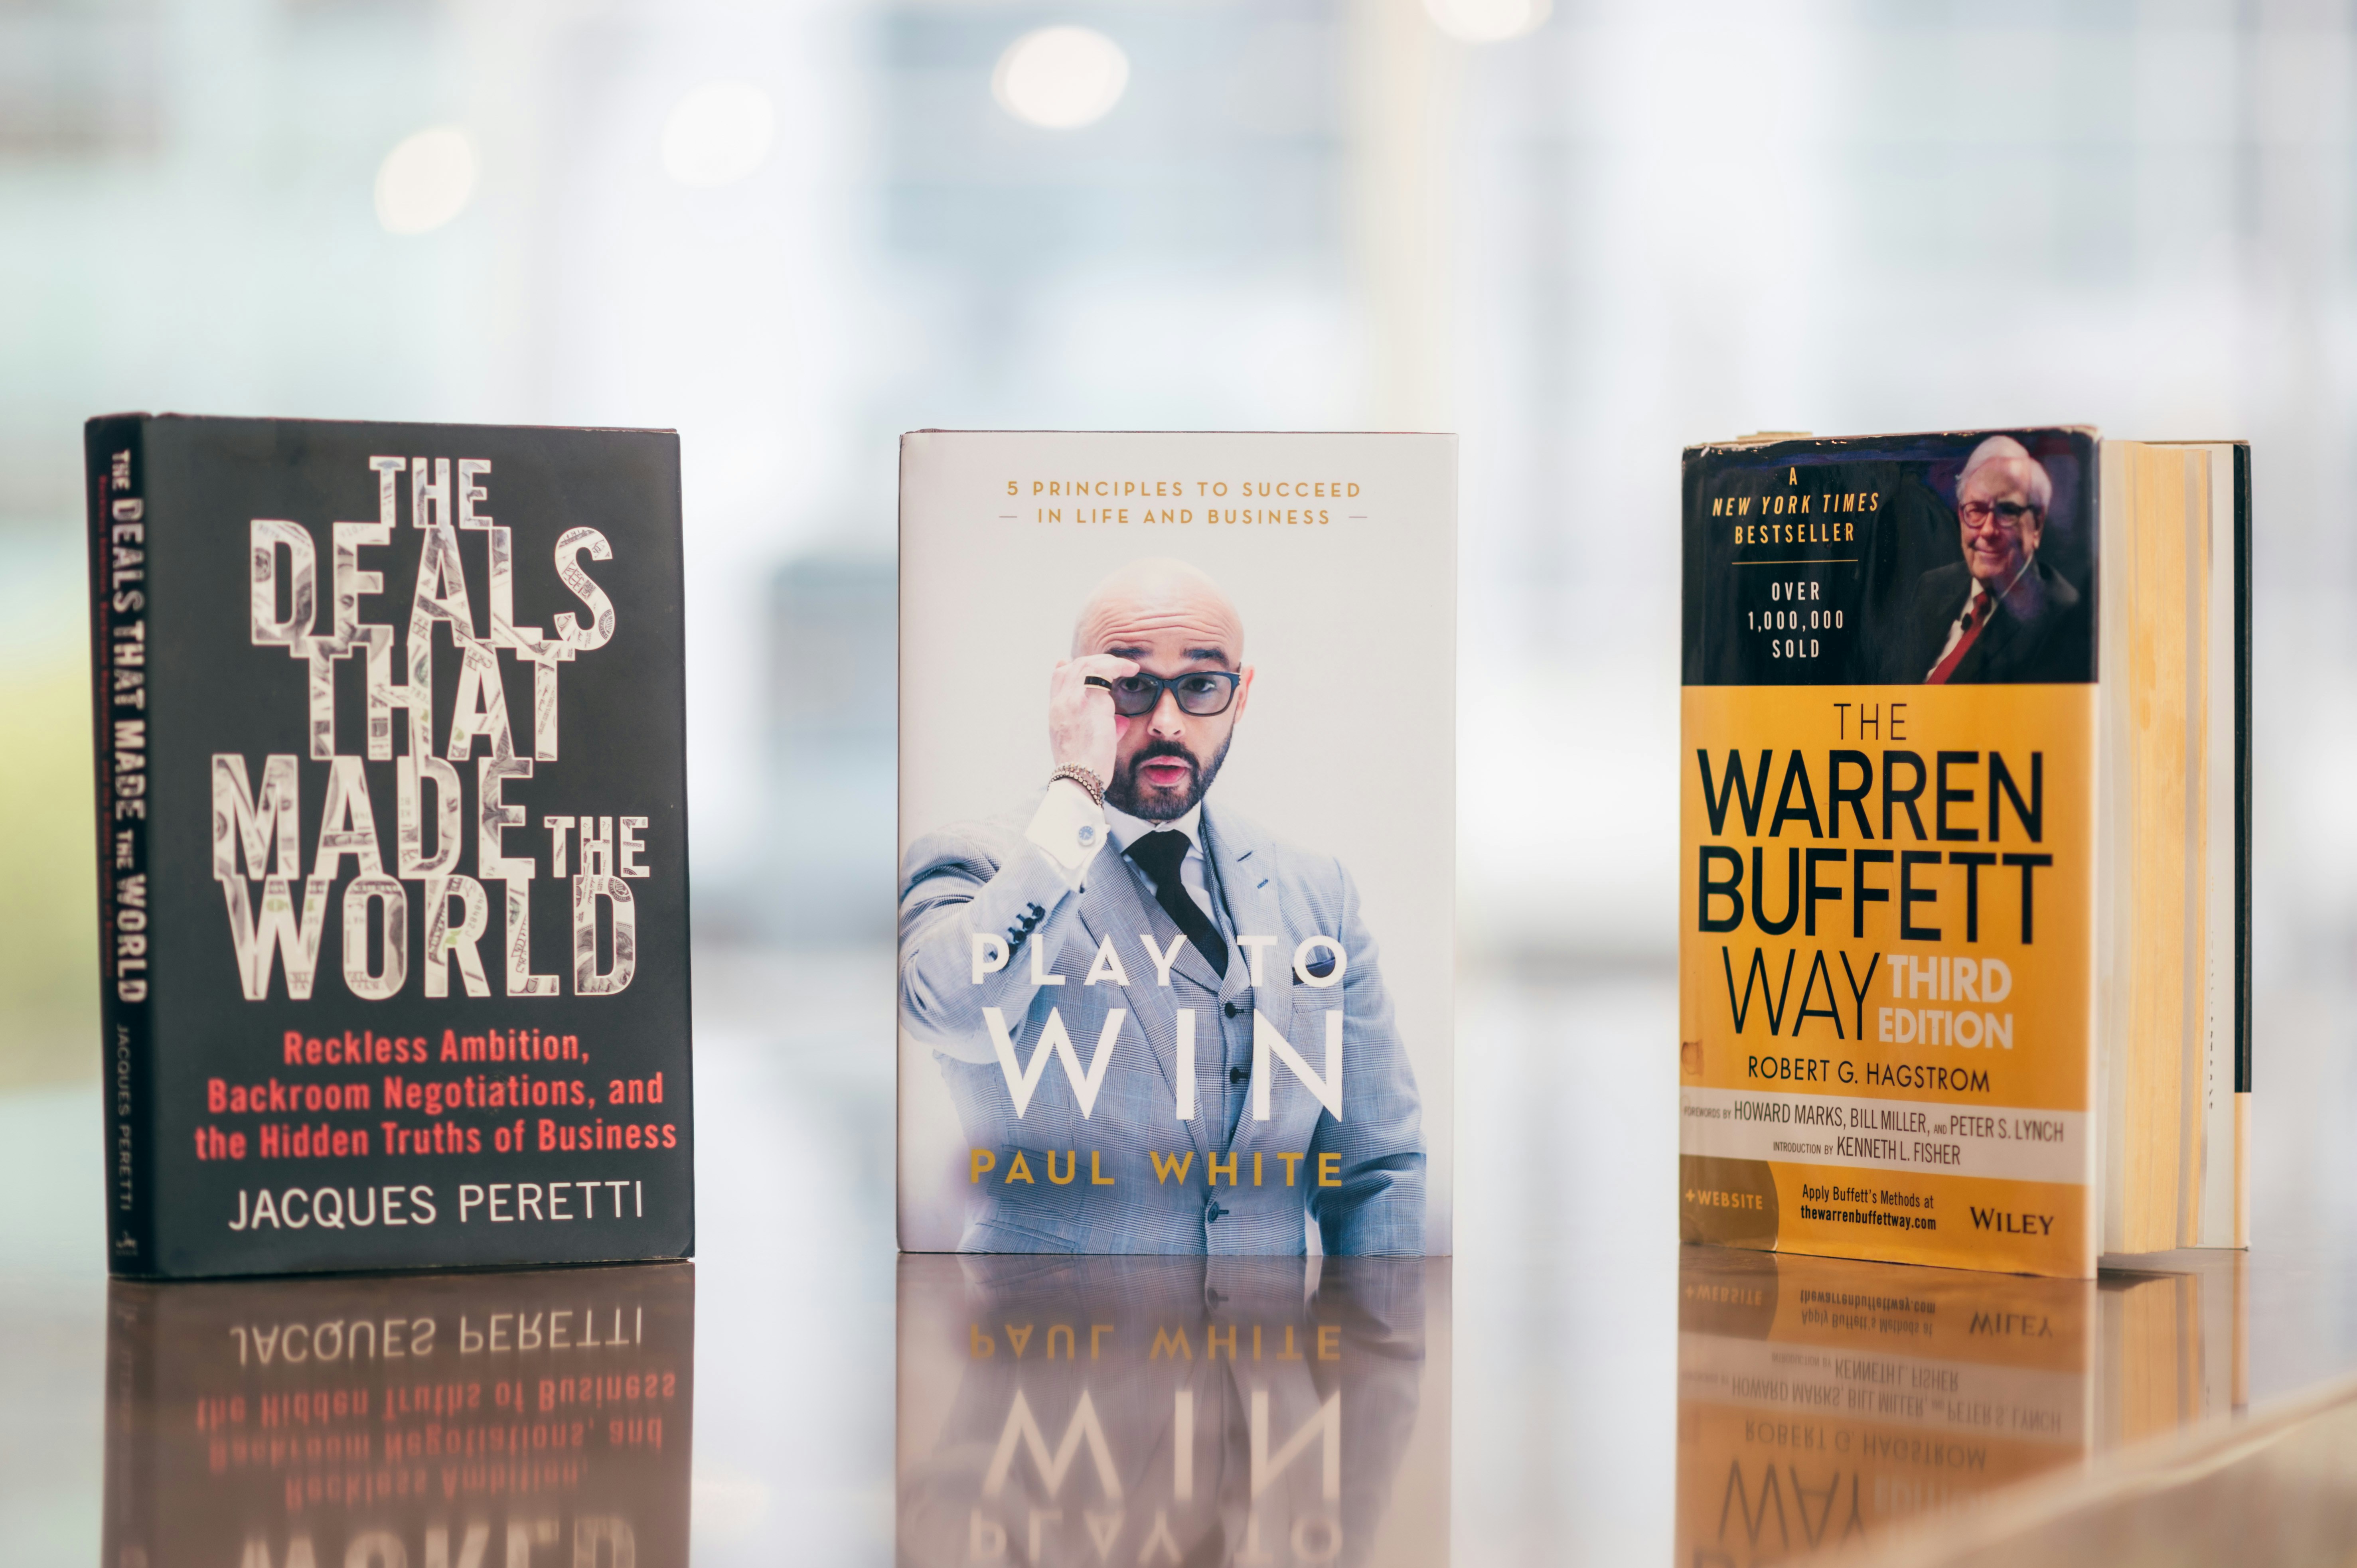 THE DEALS THAT MADE THE WORLD
JACQUES PERETTI
THE
DEALS
THAT
MADE THE
WORLD
Reckless Ambition,
Backroom Negotiations, and
the Hidden Truths of Business
JACQUES PERETTI
5 PRINCIPLES TO SUCCEED
IN LIFE AND BUSINESS
PLAY TO
WIN
PAUL WHITE
A
NEW YORK TIMES
BESTSELLER
OVER
1,000,000
SOLD
THE
WARREN
BUFFETT
WAY THIRD
EDITION
ROBERT G. HAGSTROM
FOREWORDS BY HOWARD MARKS, BILL MILLER, AND PETER S. LYNCH
INTRODUCTION BY KENNETH L. FISHER
+WEBSITE
Apply Buffett's Methods at
thewarrenbuffettway.com
WILEY